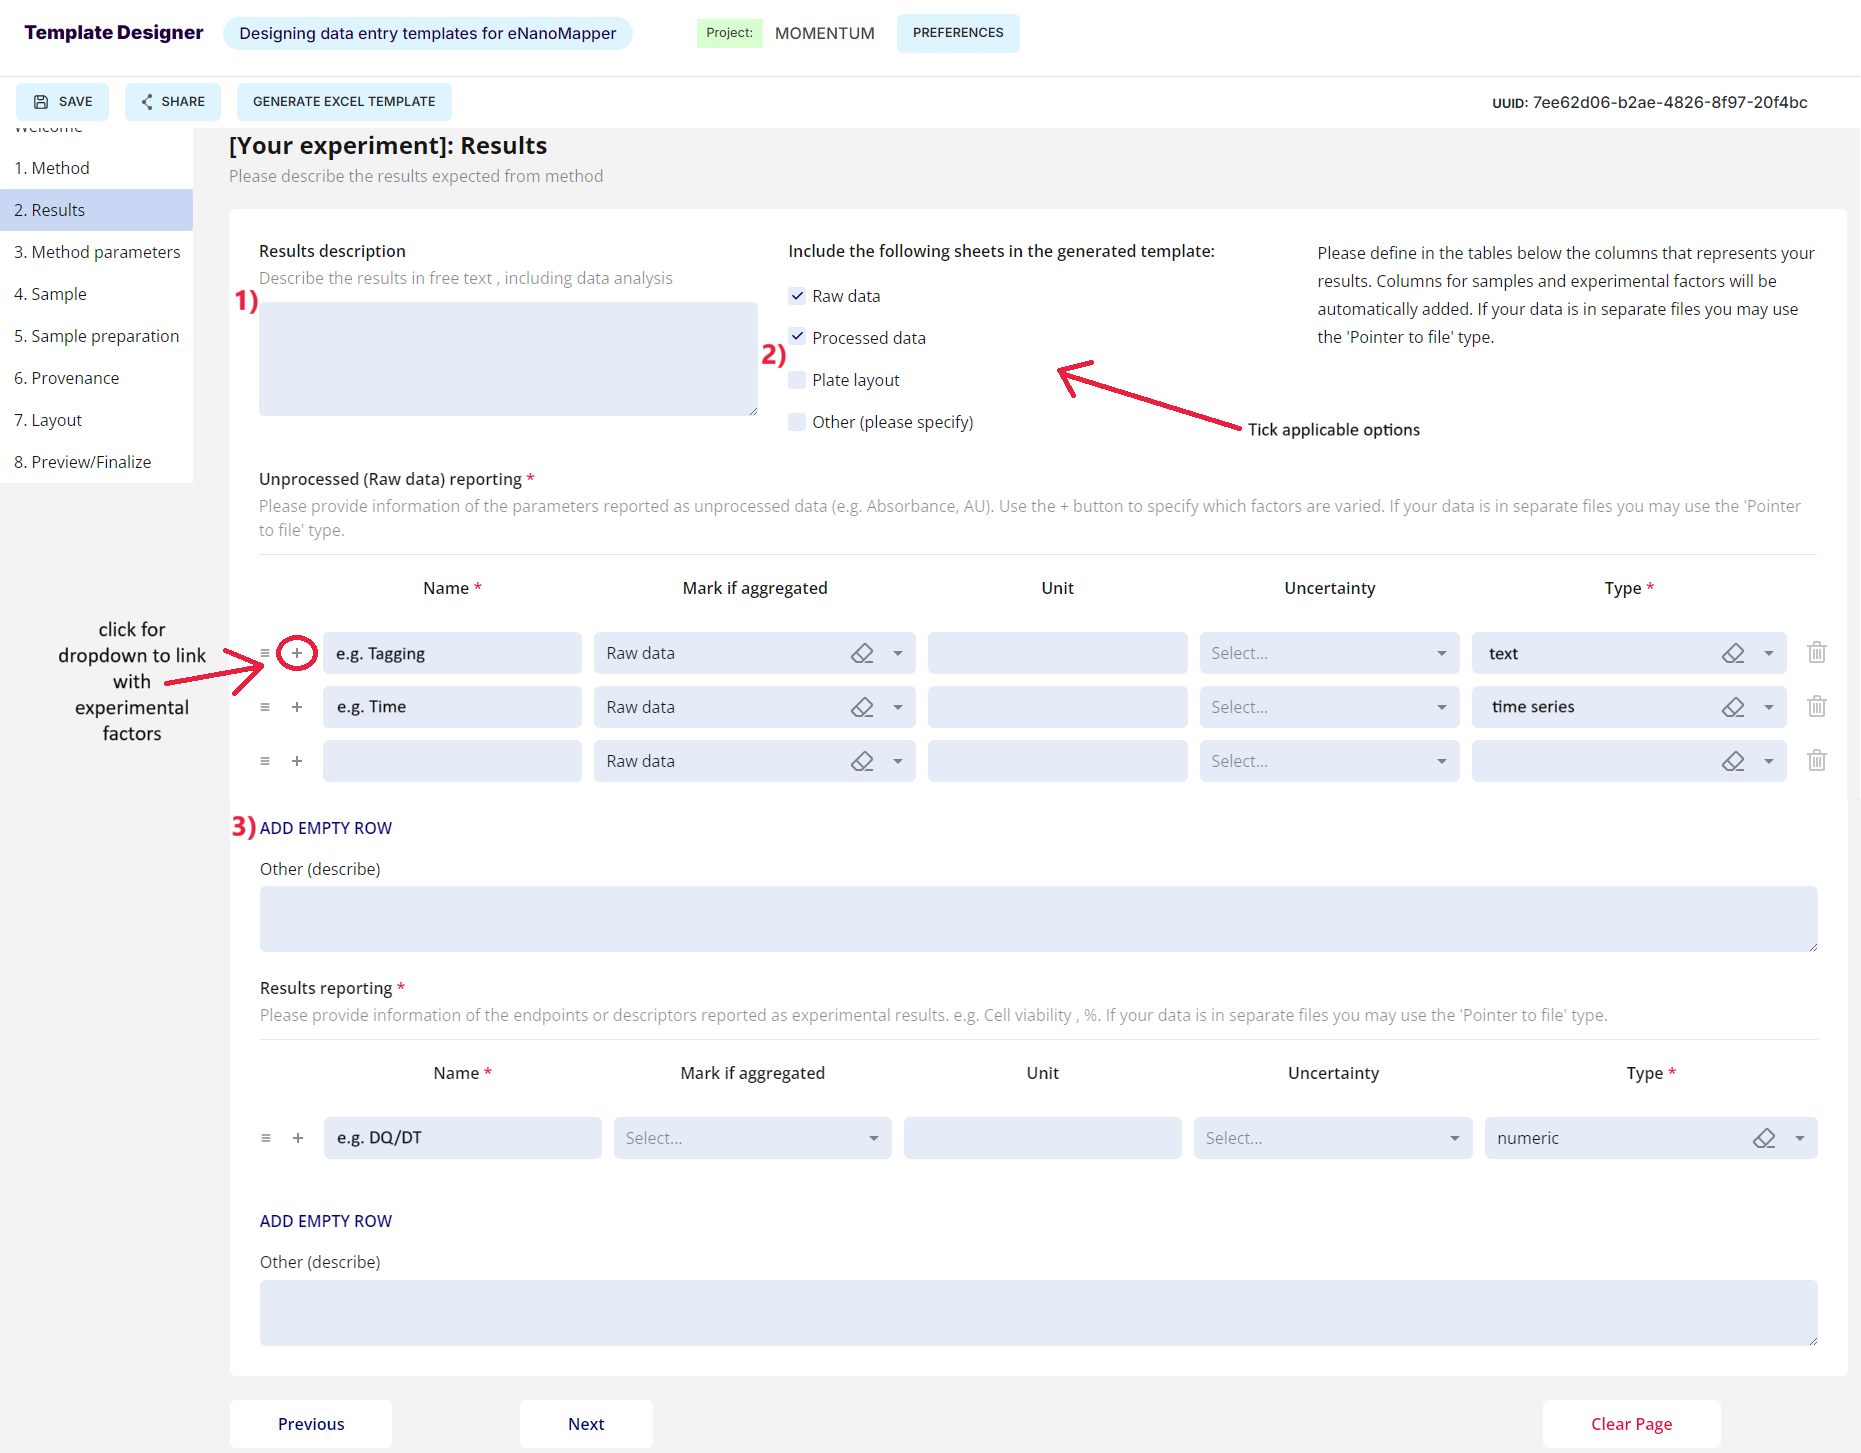 Template Designer
Designing data entry templates for eNanoMapper
Project:
MOMENTUM
PREFERENCES
SAVE
SHARE
GENERATE EXCEL TEMPLATE
UUID: 7ee62d06-b2ae-4826-8f97-20f4bc
Welcome
1. Method
2. Results
3. Method parameters
4. Sample
5. Sample preparation
6. Provenance
7. Layout
8. Preview/Finalize
[Your experiment]: Results
Please describe the results expected from method
Results description
Describe the results in free text , including data analysis
1)
Include the following sheets in the generated template:
Raw data
Processed data
2)
Plate layout
Other (please specify)
Please define in the tables below the columns that represents your
results. Columns for samples and experimental factors will be
automatically added. If your data is in separate files you may use
the 'Pointer to file' type.
Tick applicable options
Unprocessed (Raw data) reporting *
Please provide information of the parameters reported as unprocessed data (e.g. Absorbance, AU). Use the + button to specify which factors are varied. If your data is in separate files you may use the 'Pointer
to file' type.
Name * Mark if aggregated Unit Uncertainty Type *
click for
dropdown to link
with
experimental
factors
+ e.g. Tagging Raw data Select... text
+ e.g. Time Raw data Select... time series
+ Raw data Select...
3) ADD EMPTY ROW
Other (describe)
Results reporting *
Please provide information of the endpoints or descriptors reported as experimental results. e.g. Cell viability , %. If your data is in separate files you may use the 'Pointer to file' type.
Name * Mark if aggregated Unit Uncertainty Type *
+ e.g. DQ/DT Select... Select... numeric
ADD EMPTY ROW
Other (describe)
Previous
Next
Clear Page